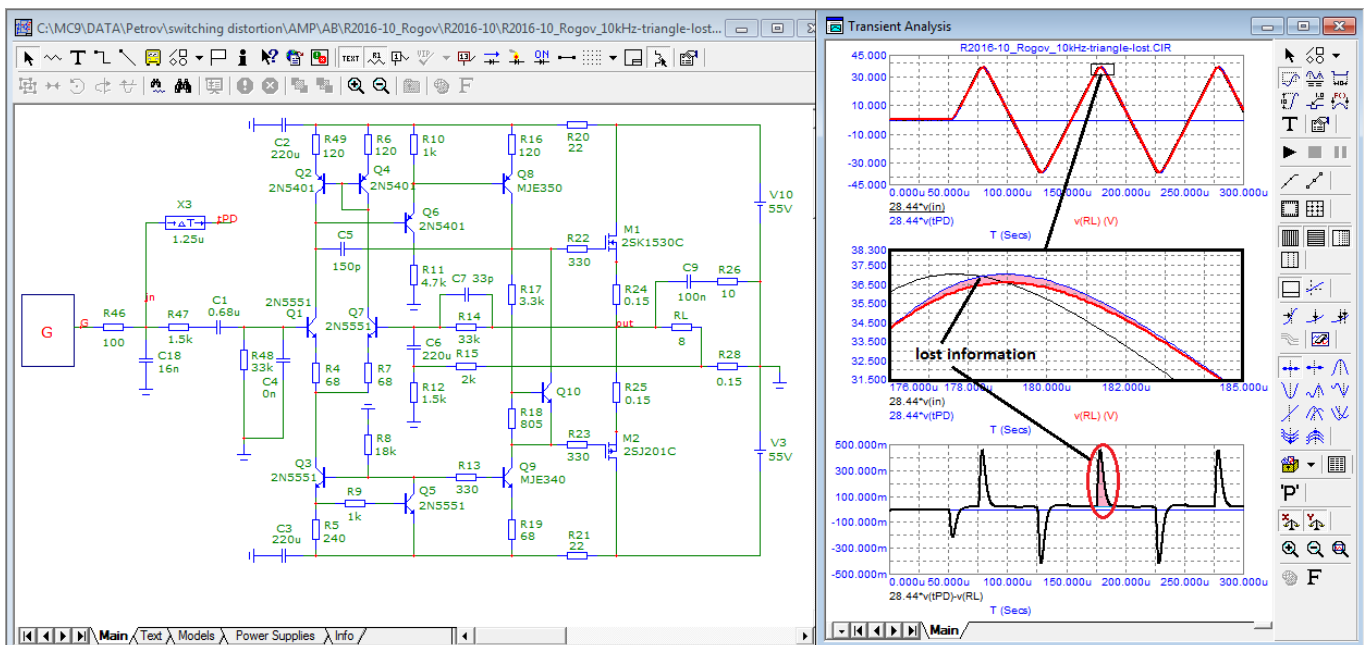 C:\MC9\DATA\Petrov\switching distortion\AMP\AB\R2016-10_Rogov\R2016-10\R2016-10_Rogov_10kHz-triangle-lost...
TEXT R1 VIP ON
F
C2
220u
R49
120
R6
120
R10
1k
R16
120
R20
22
Q2
2N5401
Q4
2N5401
Q8
MJE350
V10
55V
X3
tPD
1.25u
Q6
2N5401
C5
150p
R22
330
M1
2SK1530C
R11
4.7k
C7 33p
C9
100n
R26
10
R17
3.3k
R24
0.15
in
2N5551
Q1
Q7
2N5551
R14
33k
out
RL
8
G
G
R46
100
R47
1.5k
C1
0.68u
C6
220u
R15
2k
R28
0.15
C18
16n
R48
33k
C4
0n
R4
68
R7
68
R12
1.5k
Q10
R25
0.15
R18
805
R8
18k
R23
330
M2
2SJ201C
V3
55V
Q3
2N5551
R13
330
Q9
MJE340
R9
1k
Q5
2N5551
C3
220u
R5
240
R19
68
R21
22
Main Text Models Power Supplies Info
Transient Analysis
R2016-10_Rogov_10kHz-triangle-lost.CIR
45.000
30.000
10.000
-10.000
-30.000
-45.000
0.000u 50.000u 100.000u 150.000u 200.000u 250.000u 300.000u
28.44*v(in)
28.44*v(tPD) v(RL) (V)
T (Secs)
38.300
37.500
36.500
35.500
34.500
33.500
32.500
31.500
lost information
176.000u 178.000u 180.000u 182.000u 185.000u
28.44*v(in)
28.44*v(tPD) v(RL) (V)
T (Secs)
500.000m
300.000m
100.000m
-100.000m
-300.000m
-500.000m
0.000u 50.000u 100.000u 150.000u 200.000u 250.000u 300.000u
28.44*v(tPD)-v(RL)
T (Secs)
Main
T
'P'
F